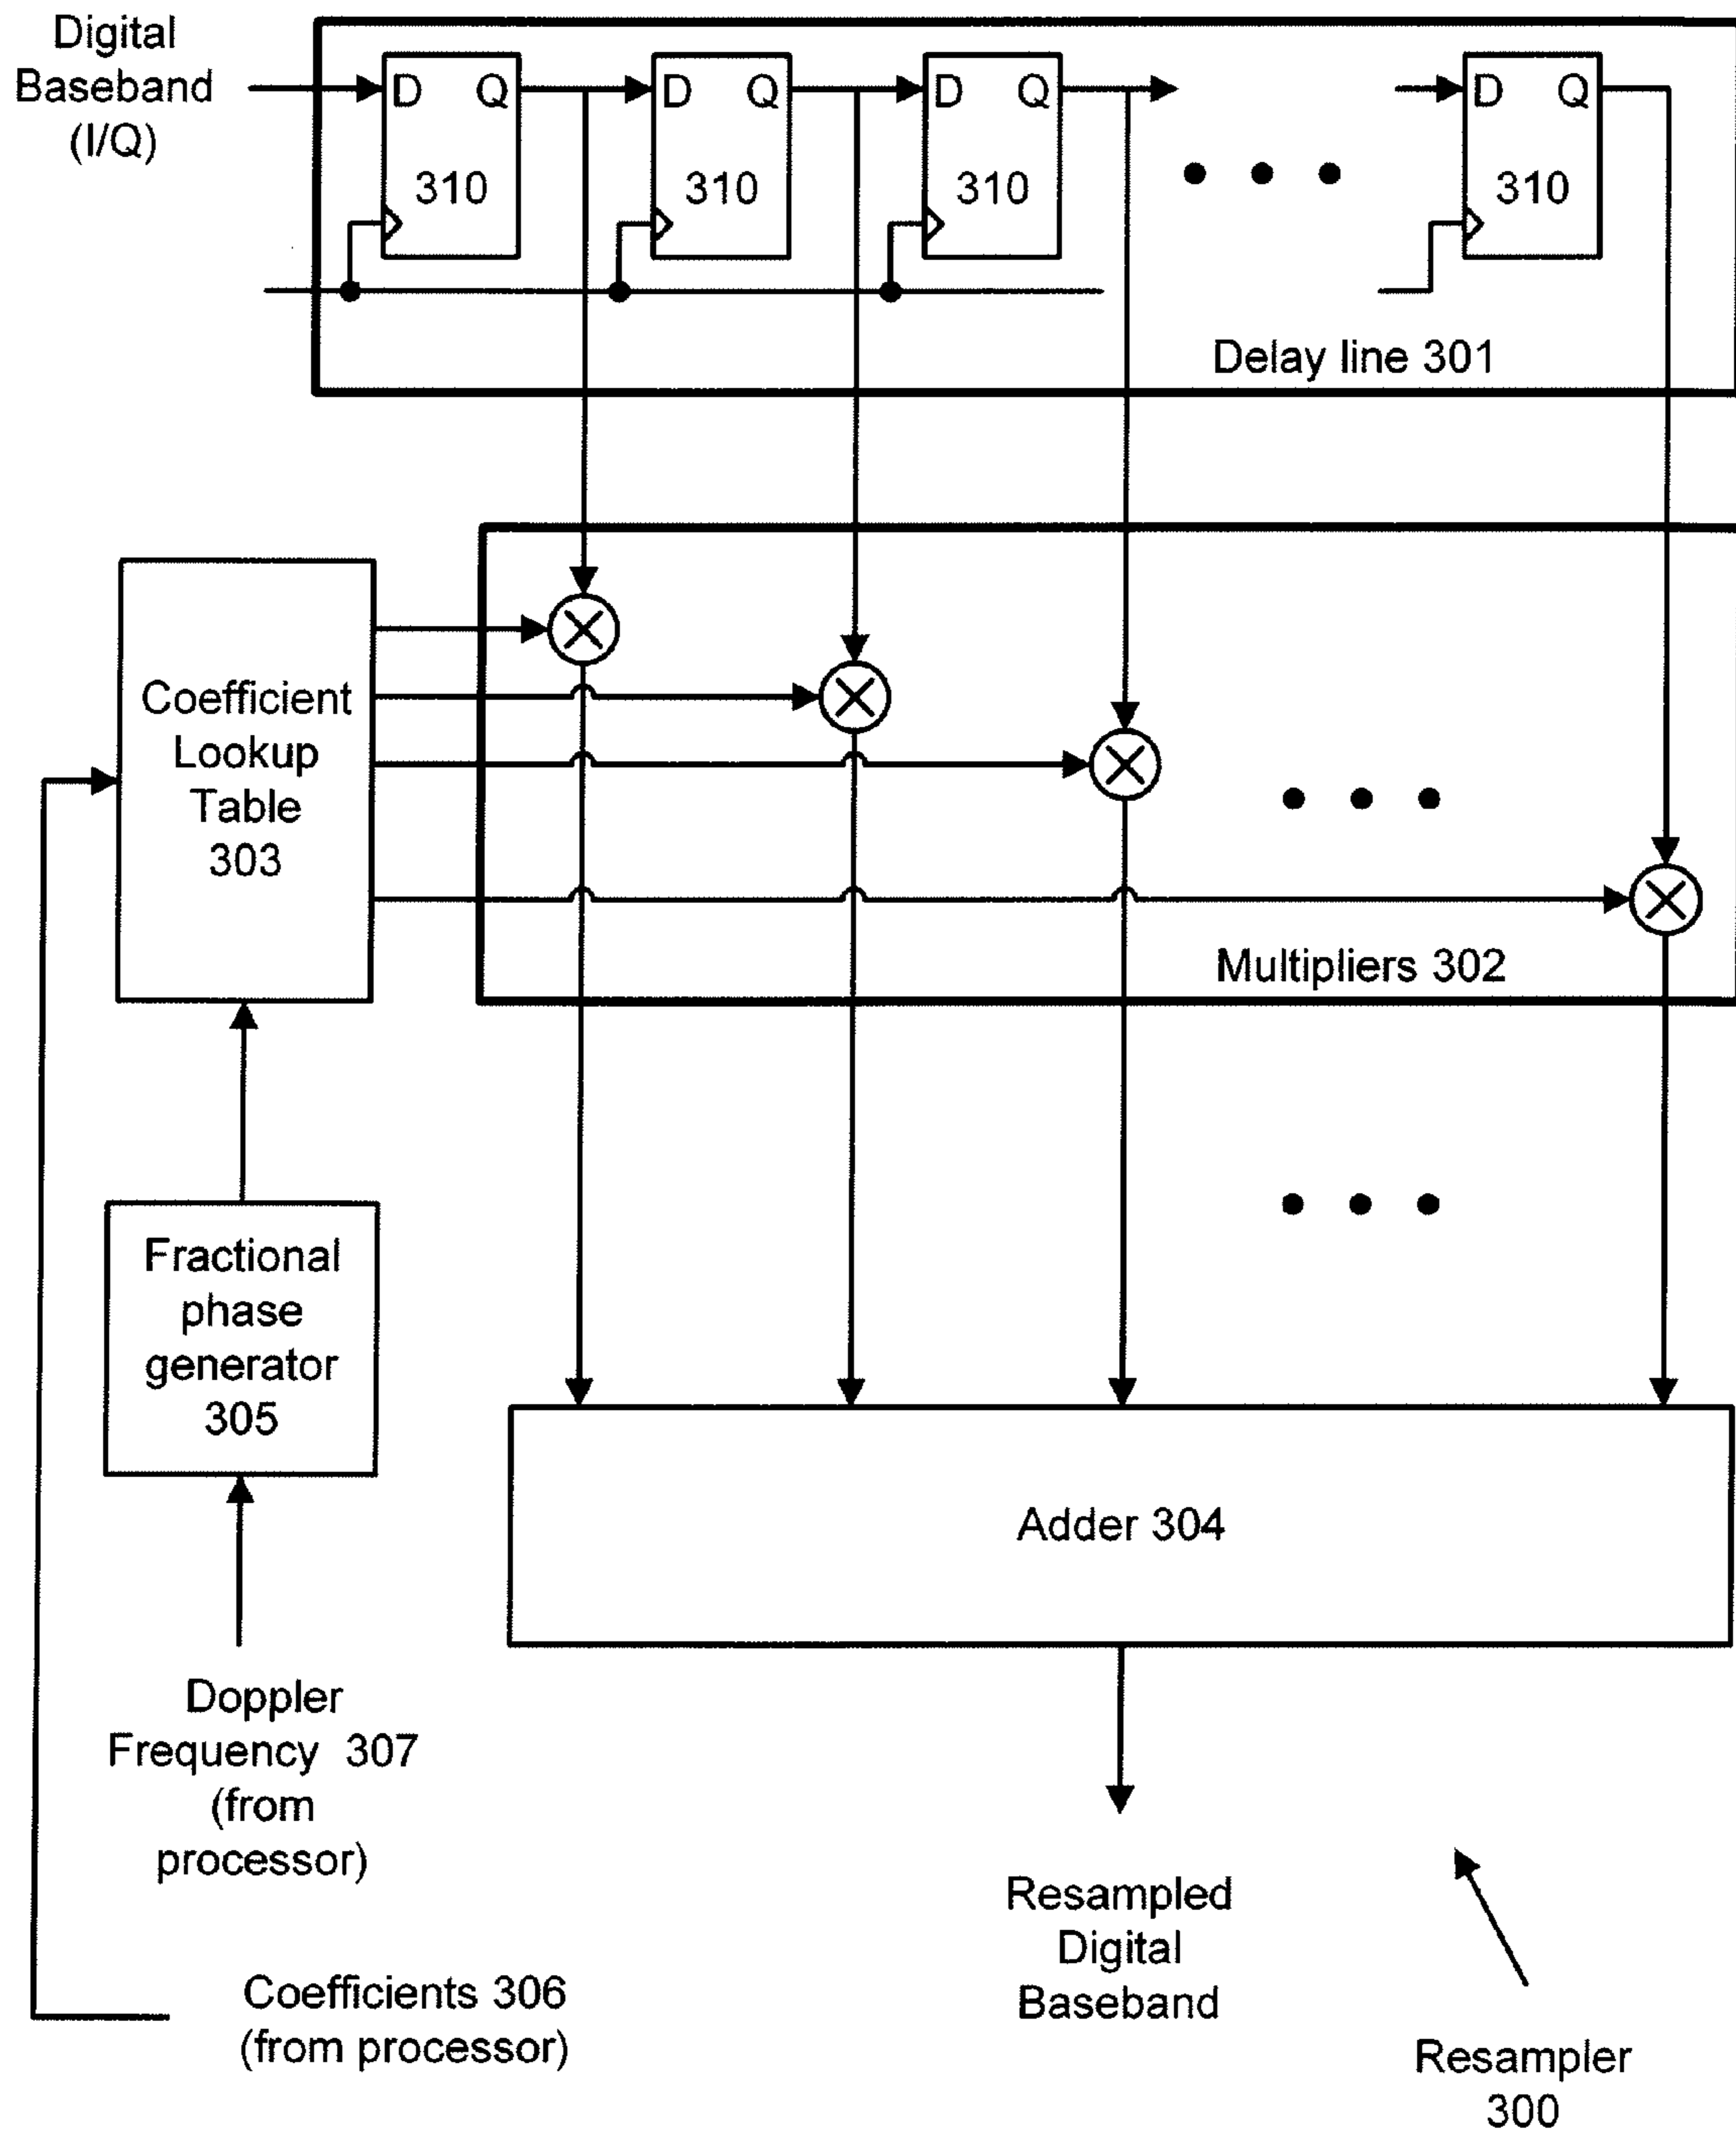 Digital
Baseband
(I/Q)
D Q
310
D Q
310
D Q
310
D Q
310
Delay line 301
Coefficient
Lookup
Table
303
Multipliers 302
Fractional
phase
generator
305
Adder 304
Doppler
Frequency 307
(from
processor)
Resampled
Digital
Baseband
Coefficients 306
(from processor)
Resampler
300